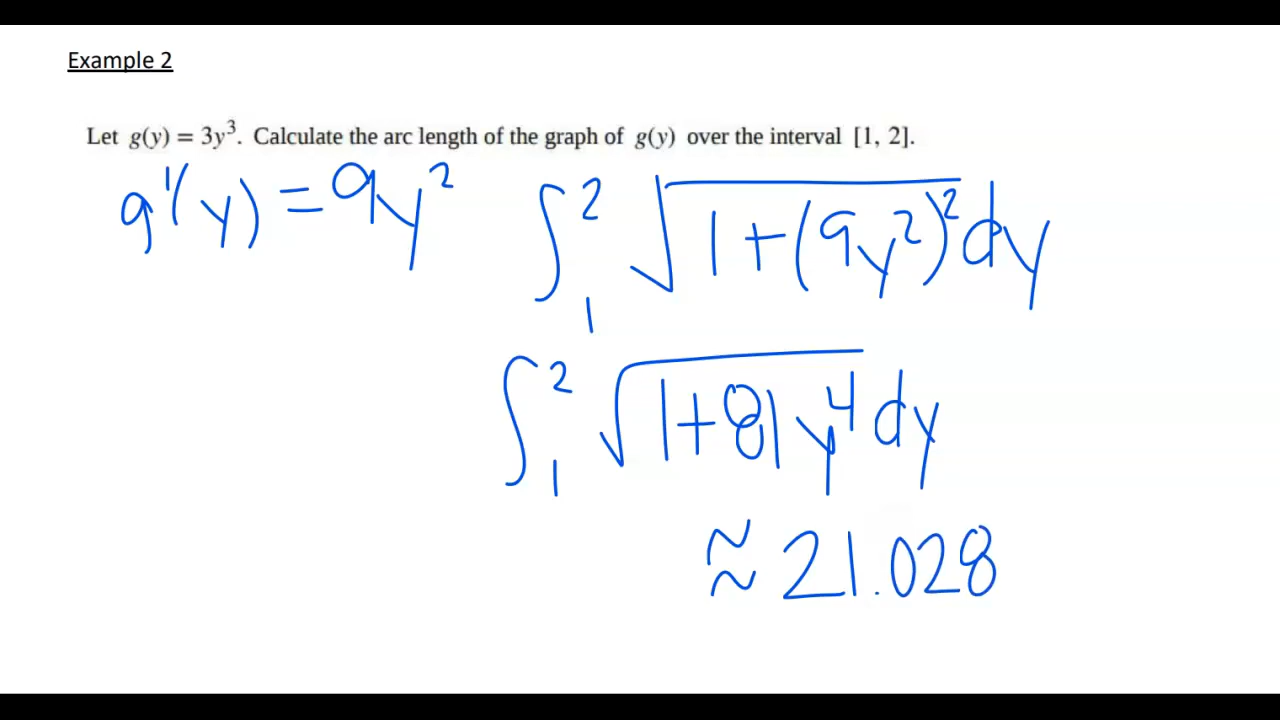 Example 2
Let g(y) = 3y³. Calculate the arc length of the graph of g(y) over the interval [1, 2].
g'(y) = 9y² ∫₁² √(1+(9y²)²) dy
∫₁² √(1+81y⁴) dy
≈ 21.028